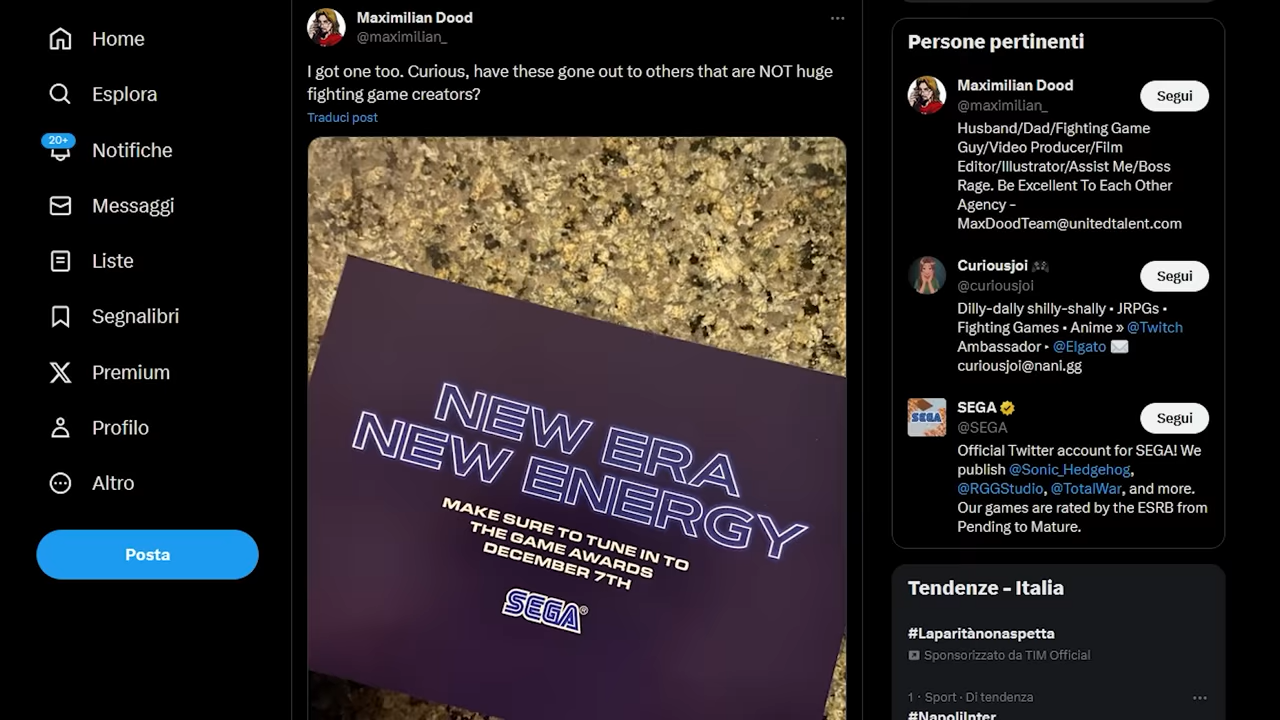 Home
Esplora
20+
Notifiche
Messaggi
Liste
Segnalibri
Premium
Profilo
Altro
Posta
Maximilian Dood
@maximilian_
I got one too. Curious, have these gone out to others that are NOT huge
fighting game creators?
Traduci post
NEW ERA
NEW ENERGY
MAKE SURE TO TUNE IN TO
THE GAME AWARDS
DECEMBER 7TH
SEGA®
Persone pertinenti
Maximilian Dood
@maximilian_
Segui
Husband/Dad/Fighting Game
Guy/Video Producer/Film
Editor/Illustrator/Assist Me/Boss
Rage. Be Excellent To Each Other
Agency -
MaxDoodTeam@unitedtalent.com
Curiousjoi 🎮
@curiousjoi
Segui
Dilly-dally shilly-shally • JRPGs •
Fighting Games • Anime » @Twitch
Ambassador ‣ @Elgato ✉️
curiousjoi@nani.gg
SEGA
SEGA
@SEGA
Segui
Official Twitter account for SEGA! We
publish @Sonic_Hedgehog,
@RGGStudio, @TotalWar, and more.
Our games are rated by the ESRB from
Pending to Mature.
Tendenze - Italia
#Laparitànonaspetta
Sponsorizzato da TIM Official
1 · Sport · Di tendenza
#NapoliInter